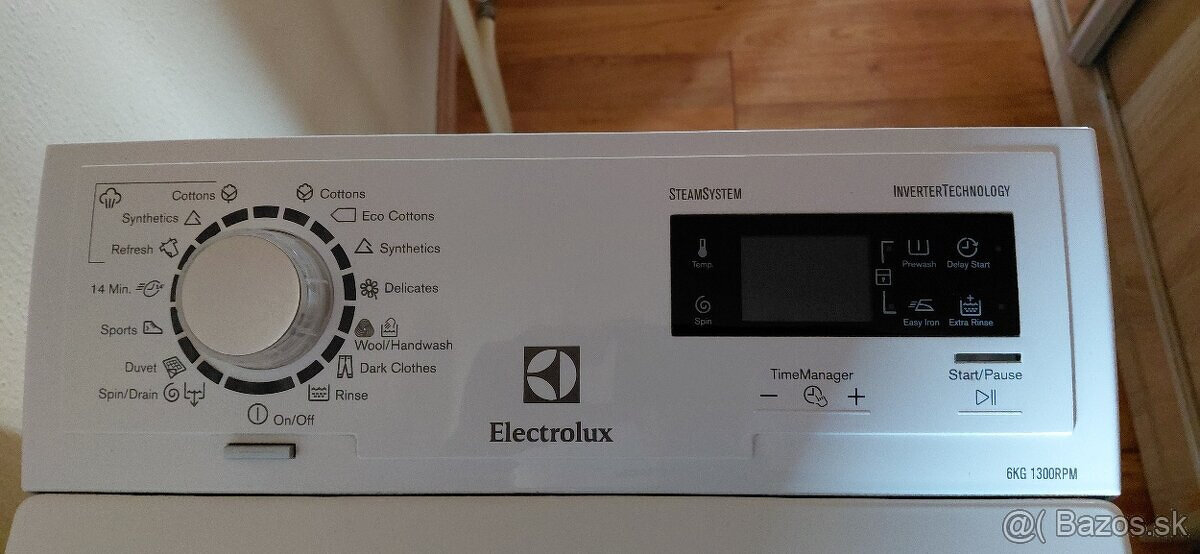 Cottons
Synthetics
Refresh
14 Min.
Sports
Duvet
Spin/Drain
On/Off
Cottons
Eco Cottons
Synthetics
Delicates
Wool/Handwash
Dark Clothes
Rinse
Electrolux
STEAMSYSTEM
INVERTERTECHNOLOGY
Temp.
Spin
Prewash
Delay Start
Easy Iron
Extra Rinse
TimeManager
− +
Start/Pause
6KG 1300RPM
@( Bazos.sk